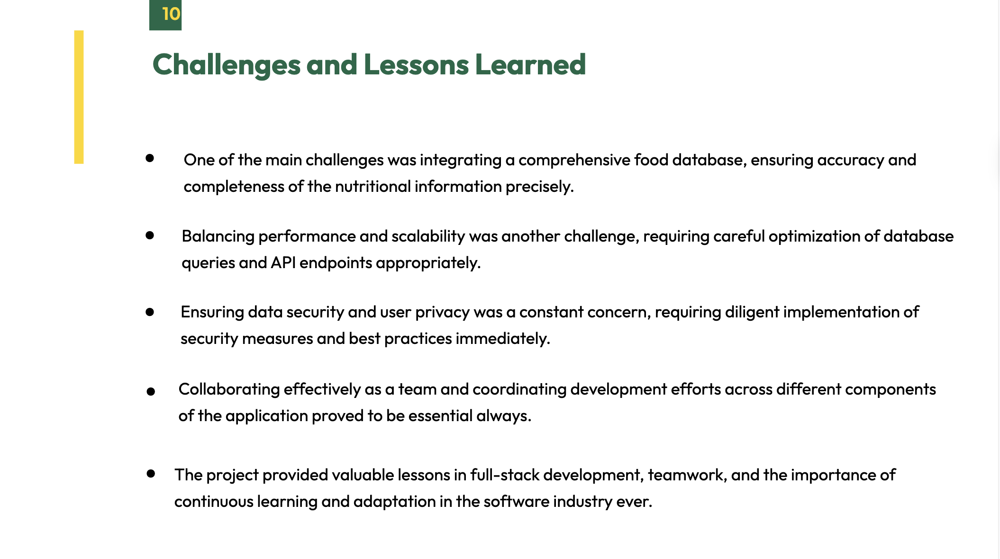 10
Challenges and Lessons Learned
● One of the main challenges was integrating a comprehensive food database, ensuring accuracy and
completeness of the nutritional information precisely.
● Balancing performance and scalability was another challenge, requiring careful optimization of database
queries and API endpoints appropriately.
● Ensuring data security and user privacy was a constant concern, requiring diligent implementation of
security measures and best practices immediately.
● Collaborating effectively as a team and coordinating development efforts across different components
of the application proved to be essential always.
● The project provided valuable lessons in full-stack development, teamwork, and the importance of
continuous learning and adaptation in the software industry ever.